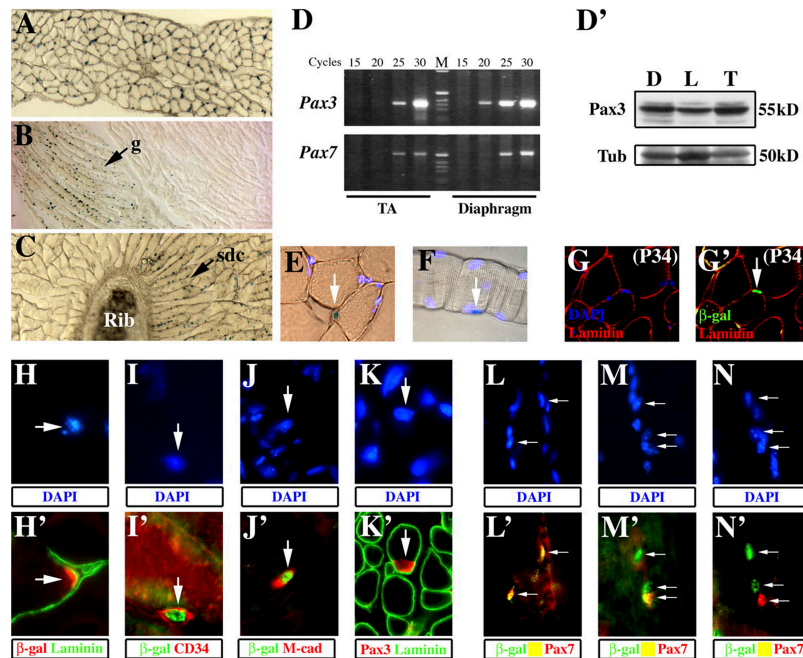 A
D
D’
Cycles 15 20 25 30 M 15 20 25 30
Pax3
Pax7
TA
Diaphragm
D L T
Pax3 55kD
Tub 50kD
B
g
C
sdc
Rib
E
F
G (P34)
DAPI
Laminin
G’ (P34)
β-gal
Laminin
H
I
J
K
L
M
N
DAPI
DAPI
DAPI
DAPI
DAPI
DAPI
DAPI
H’
I’
J’
K’
L’
M’
N’
β-gal Laminin
β-gal CD34
β-gal M-cad
Pax3 Laminin
β-gal Pax7
β-gal Pax7
β-gal Pax7